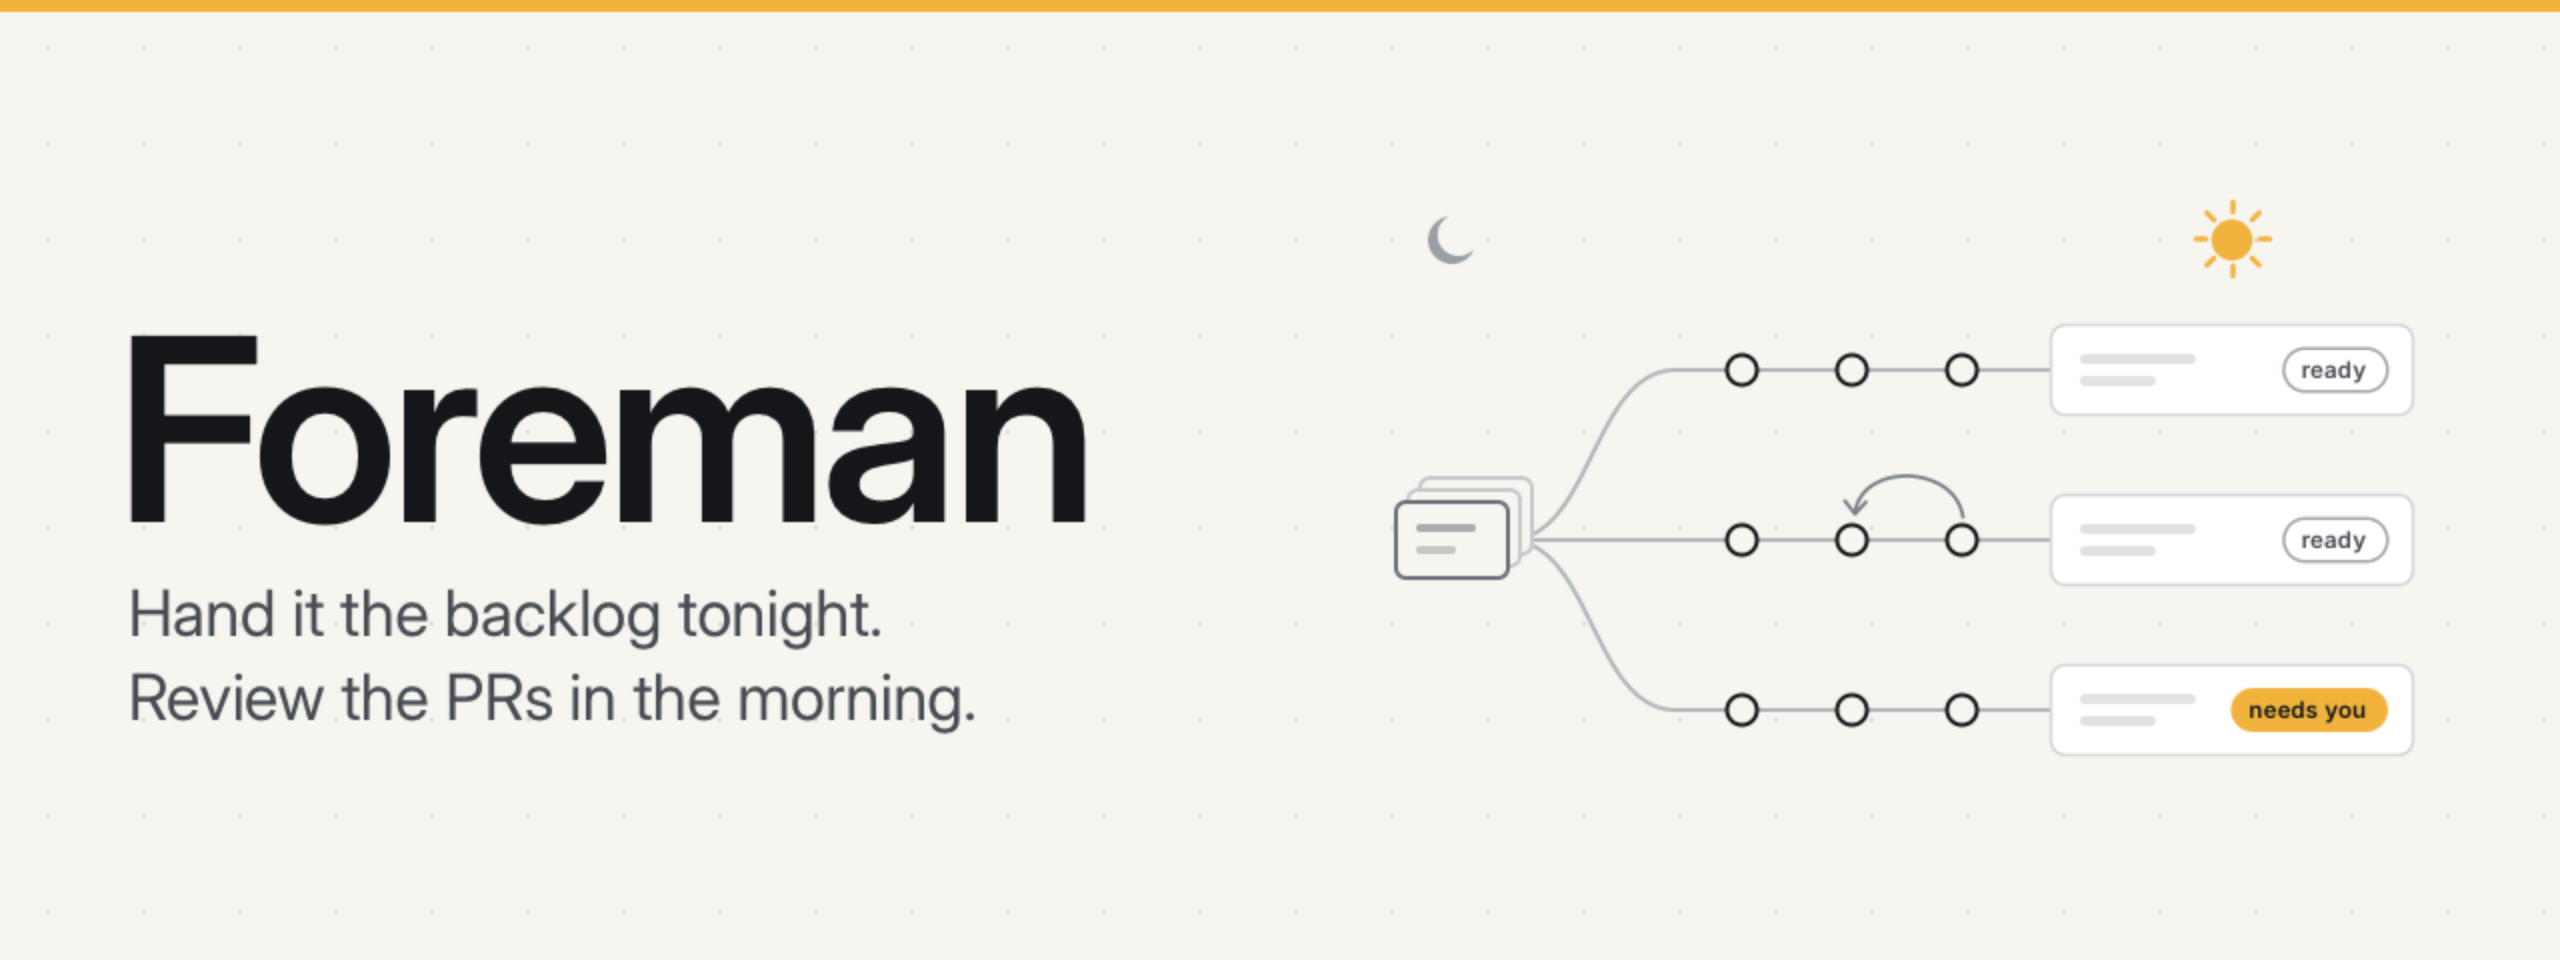 Foreman
Hand it the backlog tonight.
Review the PRs in the morning.
ready
ready
needs you